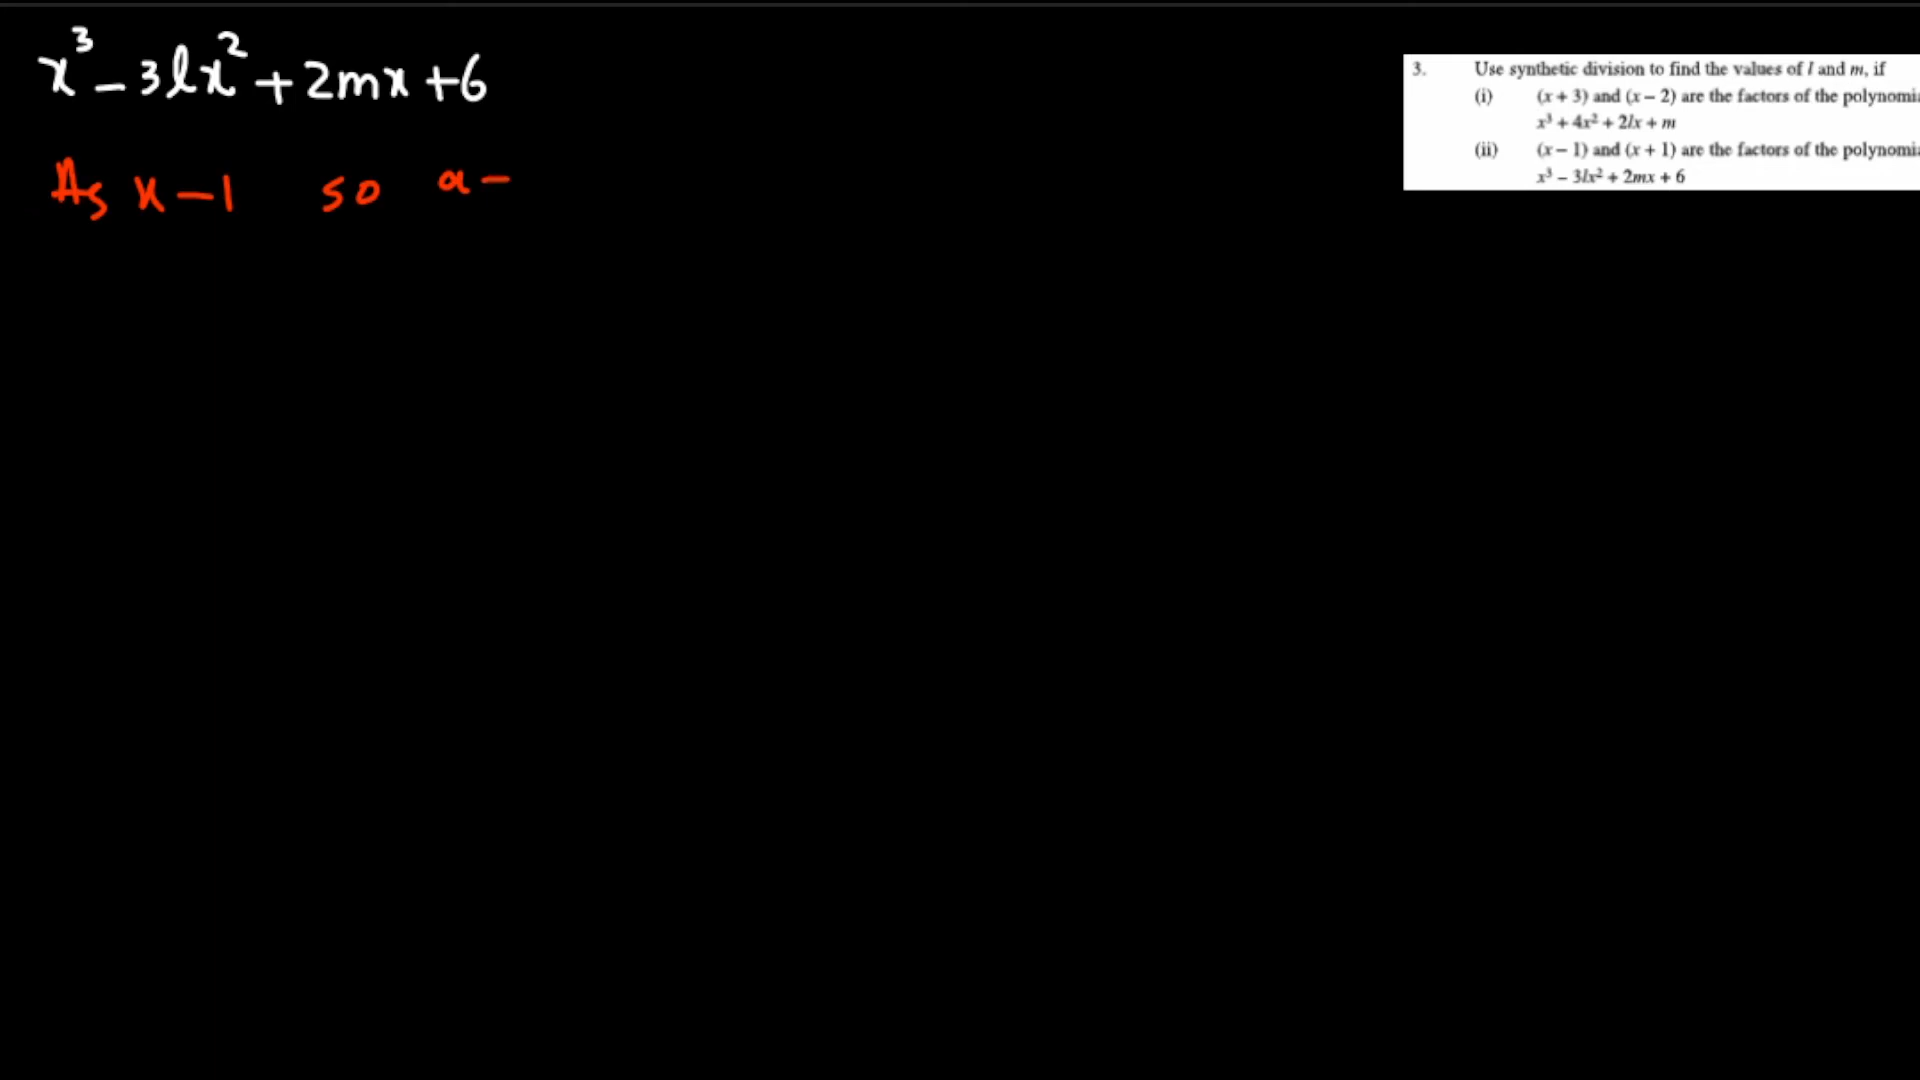 x³ - 3lx² + 2mx + 6
As x - 1 so a -
3. Use synthetic division to find the values of l and m, if
(i) (x + 3) and (x – 2) are the factors of the polynomia
x³ + 4x² + 2lx + m
(ii) (x – 1) and (x + 1) are the factors of the polynomia
x³ – 3lx² + 2mx + 6